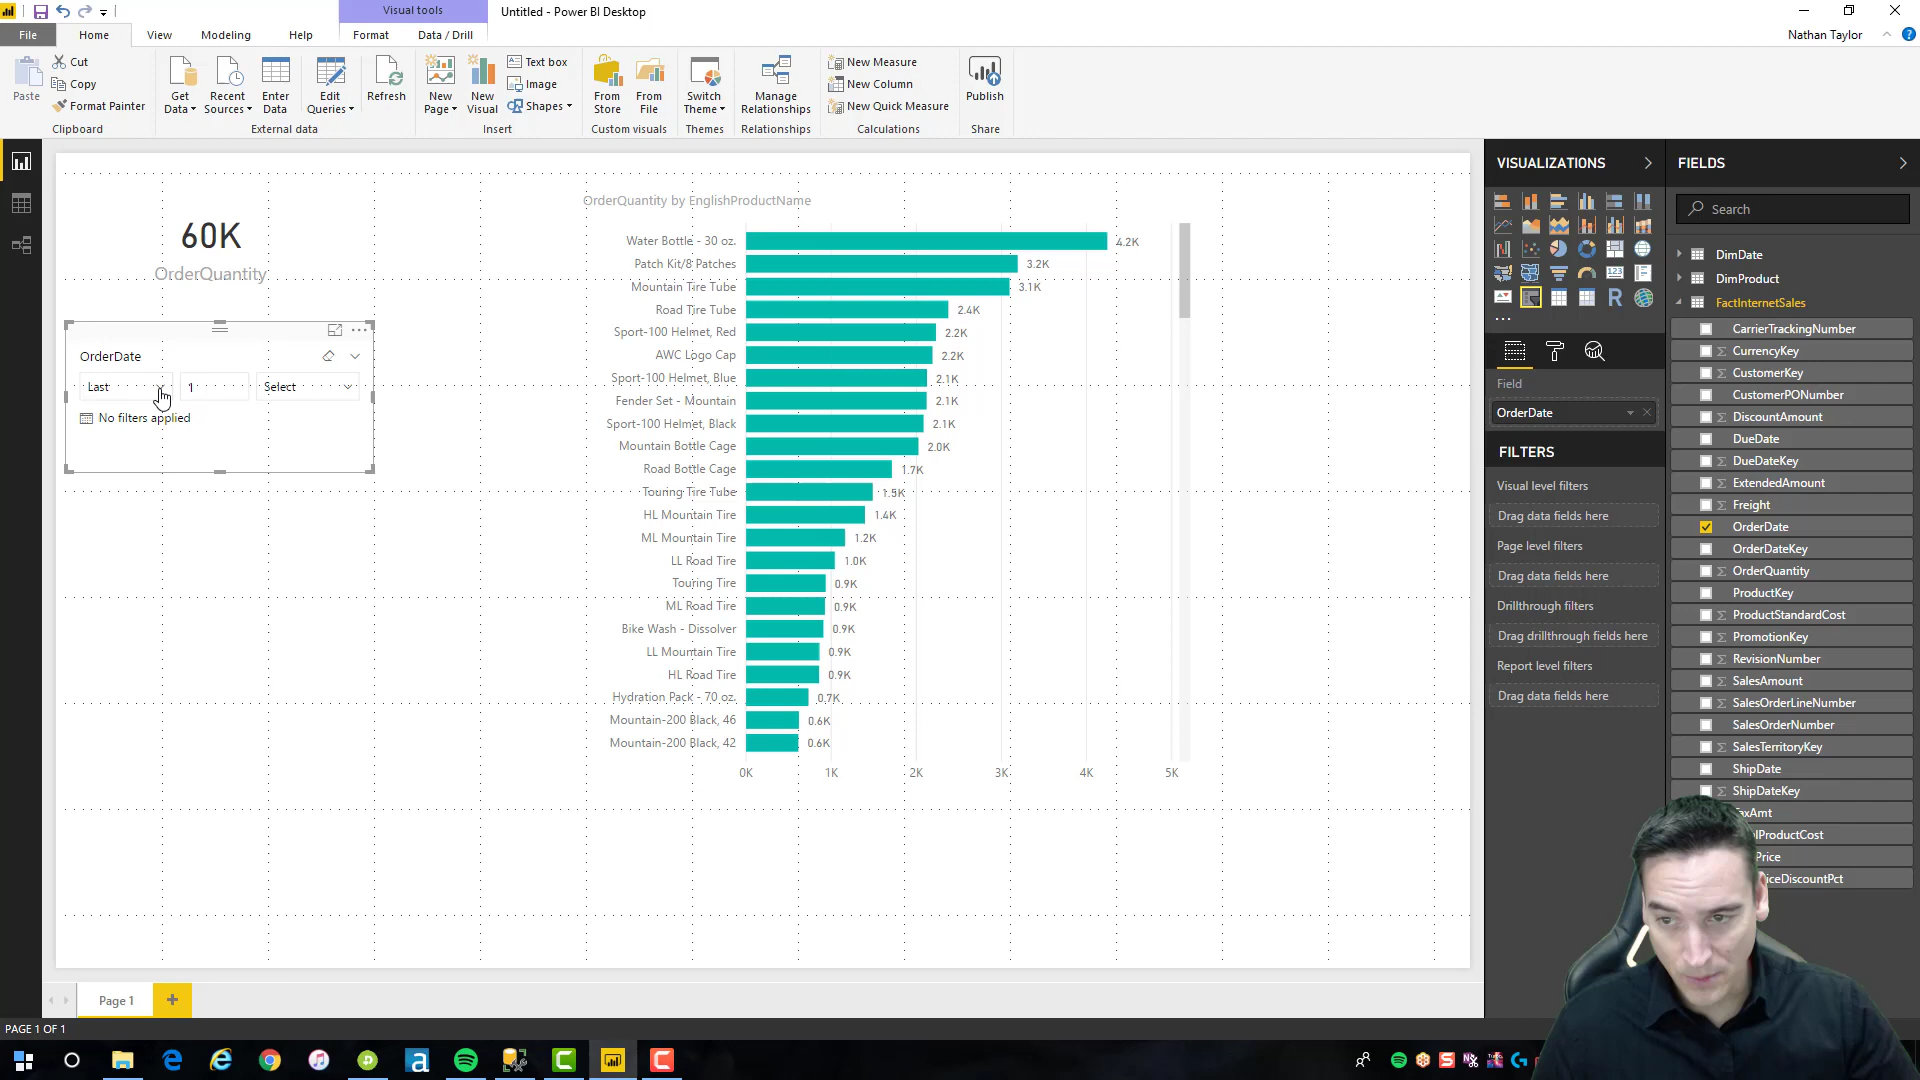 Visual tools
Untitled - Power BI Desktop
File
Home
View
Modeling
Help
Format
Data / Drill
Nathan Taylor
Paste
Cut
Copy
Format Painter
Clipboard
Get Data
Recent Sources
Enter Data
Edit Queries
Refresh
External data
New Page
New Visual
Text box
Image
Shapes
Insert
From Store
From File
Custom visuals
Switch Theme
Themes
Manage Relationships
Relationships
New Measure
New Column
New Quick Measure
Calculations
Publish
Share
60K
OrderQuantity
OrderDate
Last
1
Select
No filters applied
OrderQuantity by EnglishProductName
Water Bottle - 30 oz. 4.2K
Patch Kit/8 Patches 3.2K
Mountain Tire Tube 3.1K
Road Tire Tube 2.4K
Sport-100 Helmet, Red 2.2K
AWC Logo Cap 2.2K
Sport-100 Helmet, Blue 2.1K
Fender Set - Mountain 2.1K
Sport-100 Helmet, Black 2.1K
Mountain Bottle Cage 2.0K
Road Bottle Cage 1.7K
Touring Tire Tube 1.5K
HL Mountain Tire 1.4K
ML Mountain Tire 1.2K
LL Road Tire 1.0K
Touring Tire 0.9K
ML Road Tire 0.9K
Bike Wash - Dissolver 0.9K
LL Mountain Tire 0.9K
HL Road Tire 0.9K
Hydration Pack - 70 oz. 0.7K
Mountain-200 Black, 46 0.6K
Mountain-200 Black, 42 0.6K
0K 1K 2K 3K 4K 5K
VISUALIZATIONS
Field
OrderDate
FILTERS
Visual level filters
Drag data fields here
Page level filters
Drag data fields here
Drillthrough filters
Drag drillthrough fields here
Report level filters
Drag data fields here
FIELDS
Search
DimDate
DimProduct
FactInternetSales
CarrierTrackingNumber
CurrencyKey
CustomerKey
CustomerPONumber
DiscountAmount
DueDate
DueDateKey
ExtendedAmount
Freight
OrderDate
OrderDateKey
OrderQuantity
ProductKey
ProductStandardCost
PromotionKey
RevisionNumber
SalesAmount
SalesOrderLineNumber
SalesOrderNumber
SalesTerritoryKey
ShipDate
ShipDateKey
axAmt
lProductCost
Price
iceDiscountPct
Page 1
PAGE 1 OF 1